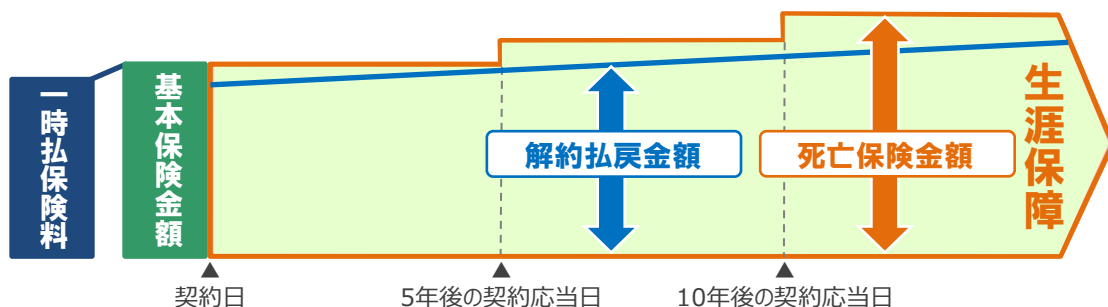 一時払保険料
基本保険金額
解約払戻金額
死亡保険金額
生涯保障
契約日
5年後の契約応当日
10年後の契約応当日